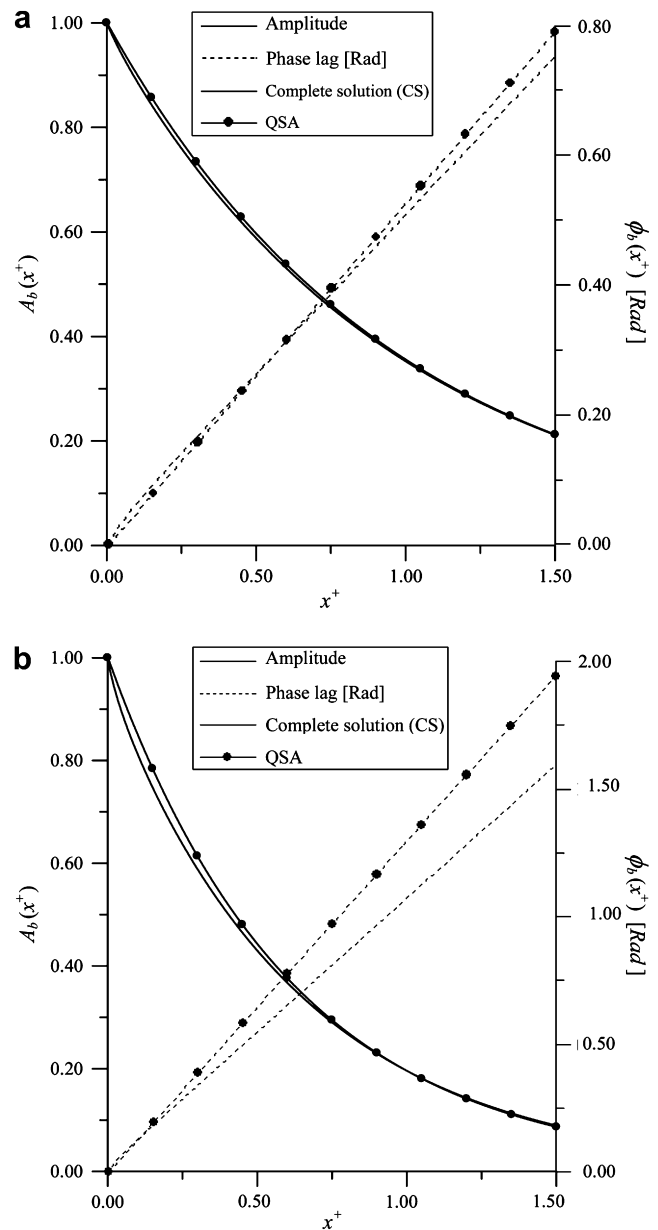 a
Amplitude
Phase lag [Rad]
Complete solution (CS)
QSA
1.00
0.80
0.60
0.40
0.20
0.00
A_b(x^+)
0.80
0.60
0.40
0.20
0.00
ϕ_b(x^+) [Rad]
0.00 0.50 1.00 1.50
x^+
b
Amplitude
Phase lag [Rad]
Complete solution (CS)
QSA
1.00
0.80
0.60
0.40
0.20
0.00
A_b(x^+)
2.00
1.50
1.00
0.50
0.00
ϕ_b(x^+) [Rad]
0.00 0.50 1.00 1.50
x^+